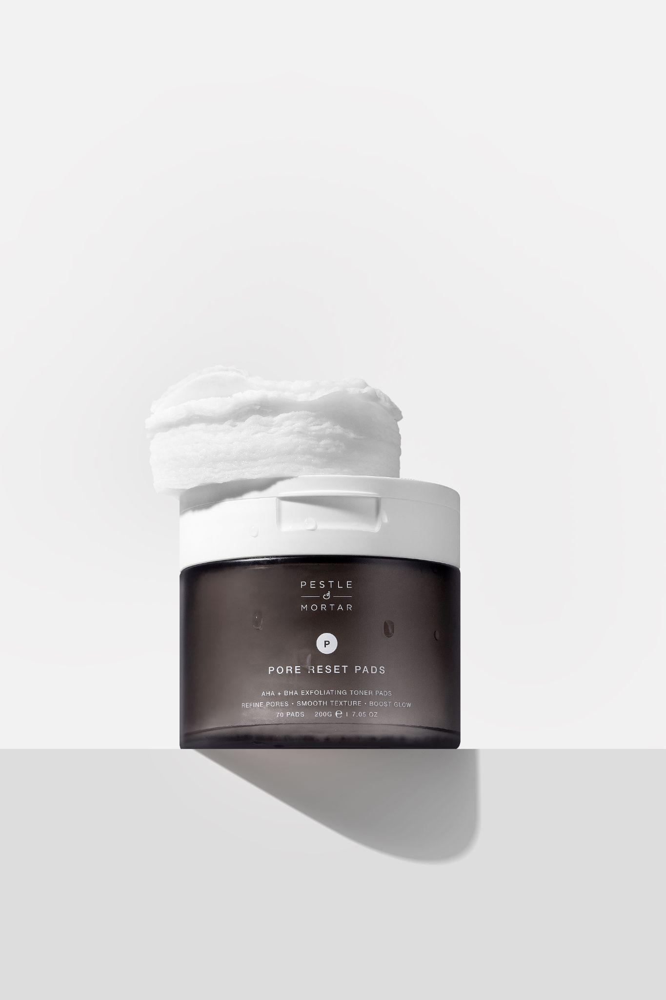 PESTLE
&
MORTAR
P
PORE RESET PADS
AHA + BHA EXFOLIATING TONER PADS
REFINE PORES • SMOOTH TEXTURE • BOOST GLOW
70 PADS 200G ℮ | 7.05 OZ